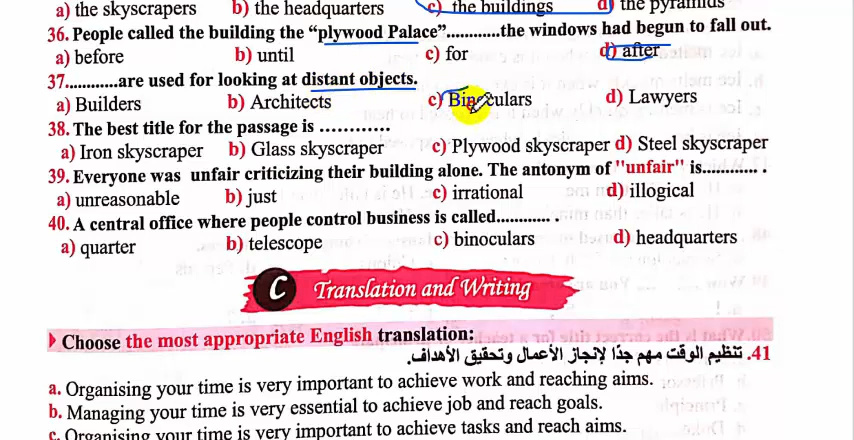 a) the skyscrapers b) the headquarters c) the buildings d) the pyramids
36. People called the building the “plywood Palace”............the windows had begun to fall out.
a) before b) until c) for d) after
37............are used for looking at distant objects.
a) Builders b) Architects c) Binoculars d) Lawyers
38. The best title for the passage is ............
a) Iron skyscraper b) Glass skyscraper c) Plywood skyscraper d) Steel skyscraper
39. Everyone was unfair criticizing their building alone. The antonym of "unfair" is............ .
a) unreasonable b) just c) irrational d) illogical
40. A central office where people control business is called............ .
a) quarter b) telescope c) binoculars d) headquarters
C Translation and Writing
Choose the most appropriate English translation:
41. تنظيم الوقت مهم جدًا لإنجاز الأعمال وتحقيق الأهداف.
a. Organising your time is very important to achieve work and reaching aims.
b. Managing your time is very essential to achieve job and reach goals.
c. Organising your time is very important to achieve tasks and reach aims.